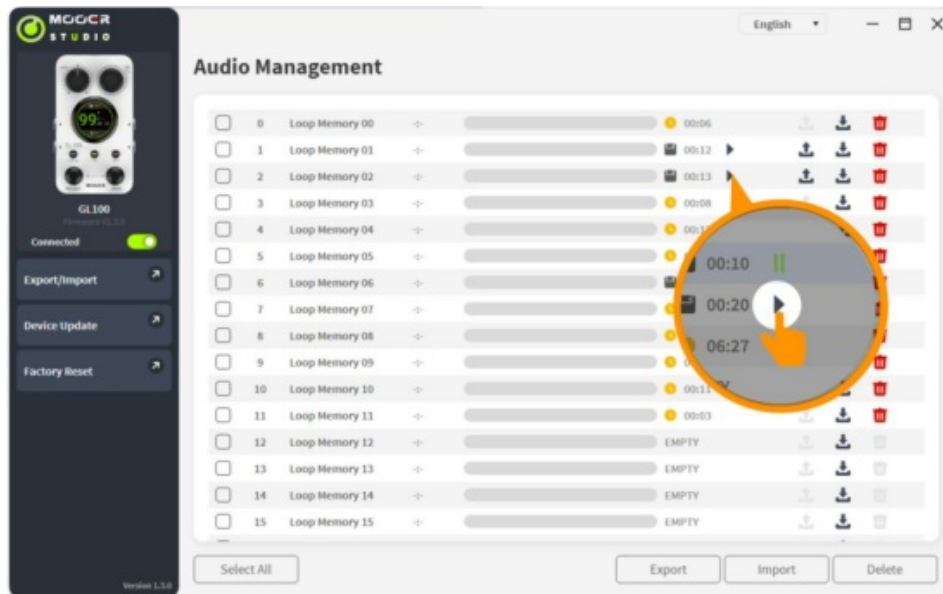 MOOER
STUDIO
English
Audio Management
99
GL100
Connected
Export/Import
Device Update
Factory Reset
0 Loop Memory 00 -:- 00:06
1 Loop Memory 01 -:- 00:12
2 Loop Memory 02 -:- 00:13
3 Loop Memory 03 -:- 00:08
4 Loop Memory 04 -:-
5 Loop Memory 05 -:-
6 Loop Memory 06 -:-
7 Loop Memory 07 -:-
8 Loop Memory 08 -:-
9 Loop Memory 09 -:-
10 Loop Memory 10 -:- 00:11
11 Loop Memory 11 -:- 00:03
12 Loop Memory 12 -:- EMPTY
13 Loop Memory 13 -:- EMPTY
14 Loop Memory 14 -:- EMPTY
15 Loop Memory 15 -:- EMPTY
00:10
00:20
06:27
Select All Export Import Delete
Version 1.3.0